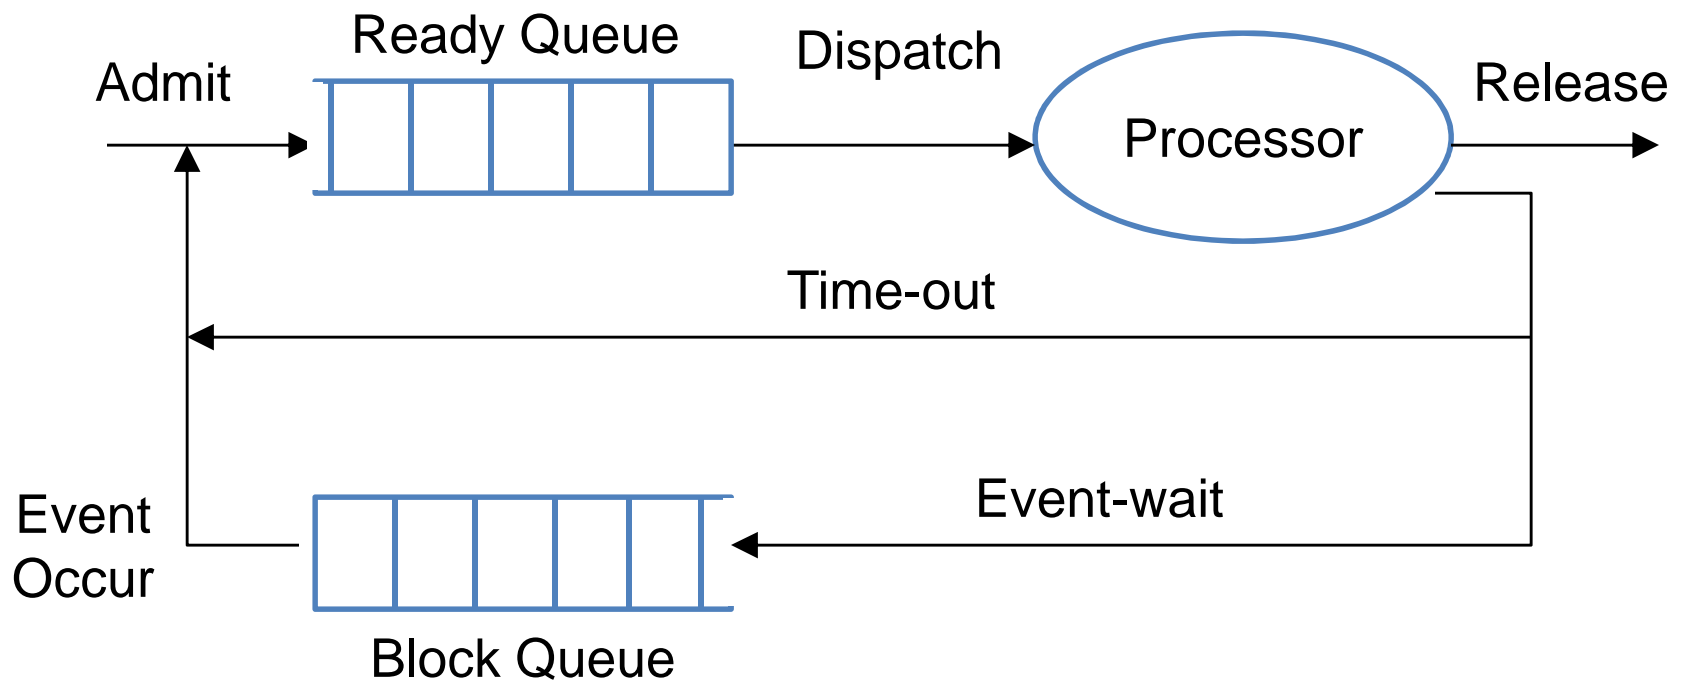 Ready Queue
Dispatch
Admit
Release
Processor
Time-out
Event-wait
Event
Occur
Block Queue